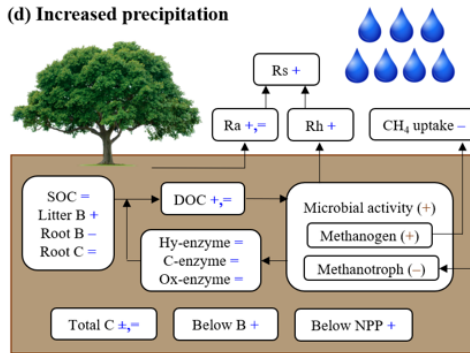 (d) Increased precipitation
Rs +
Ra +,=
Rh +
CH₄ uptake –
SOC =
Litter B +
Root B –
Root C =
DOC +,=
Hy-enzyme =
C-enzyme =
Ox-enzyme =
Microbial activity (+)
Methanogen (+)
Methanotroph (–)
Total C ±,=
Below B +
Below NPP +